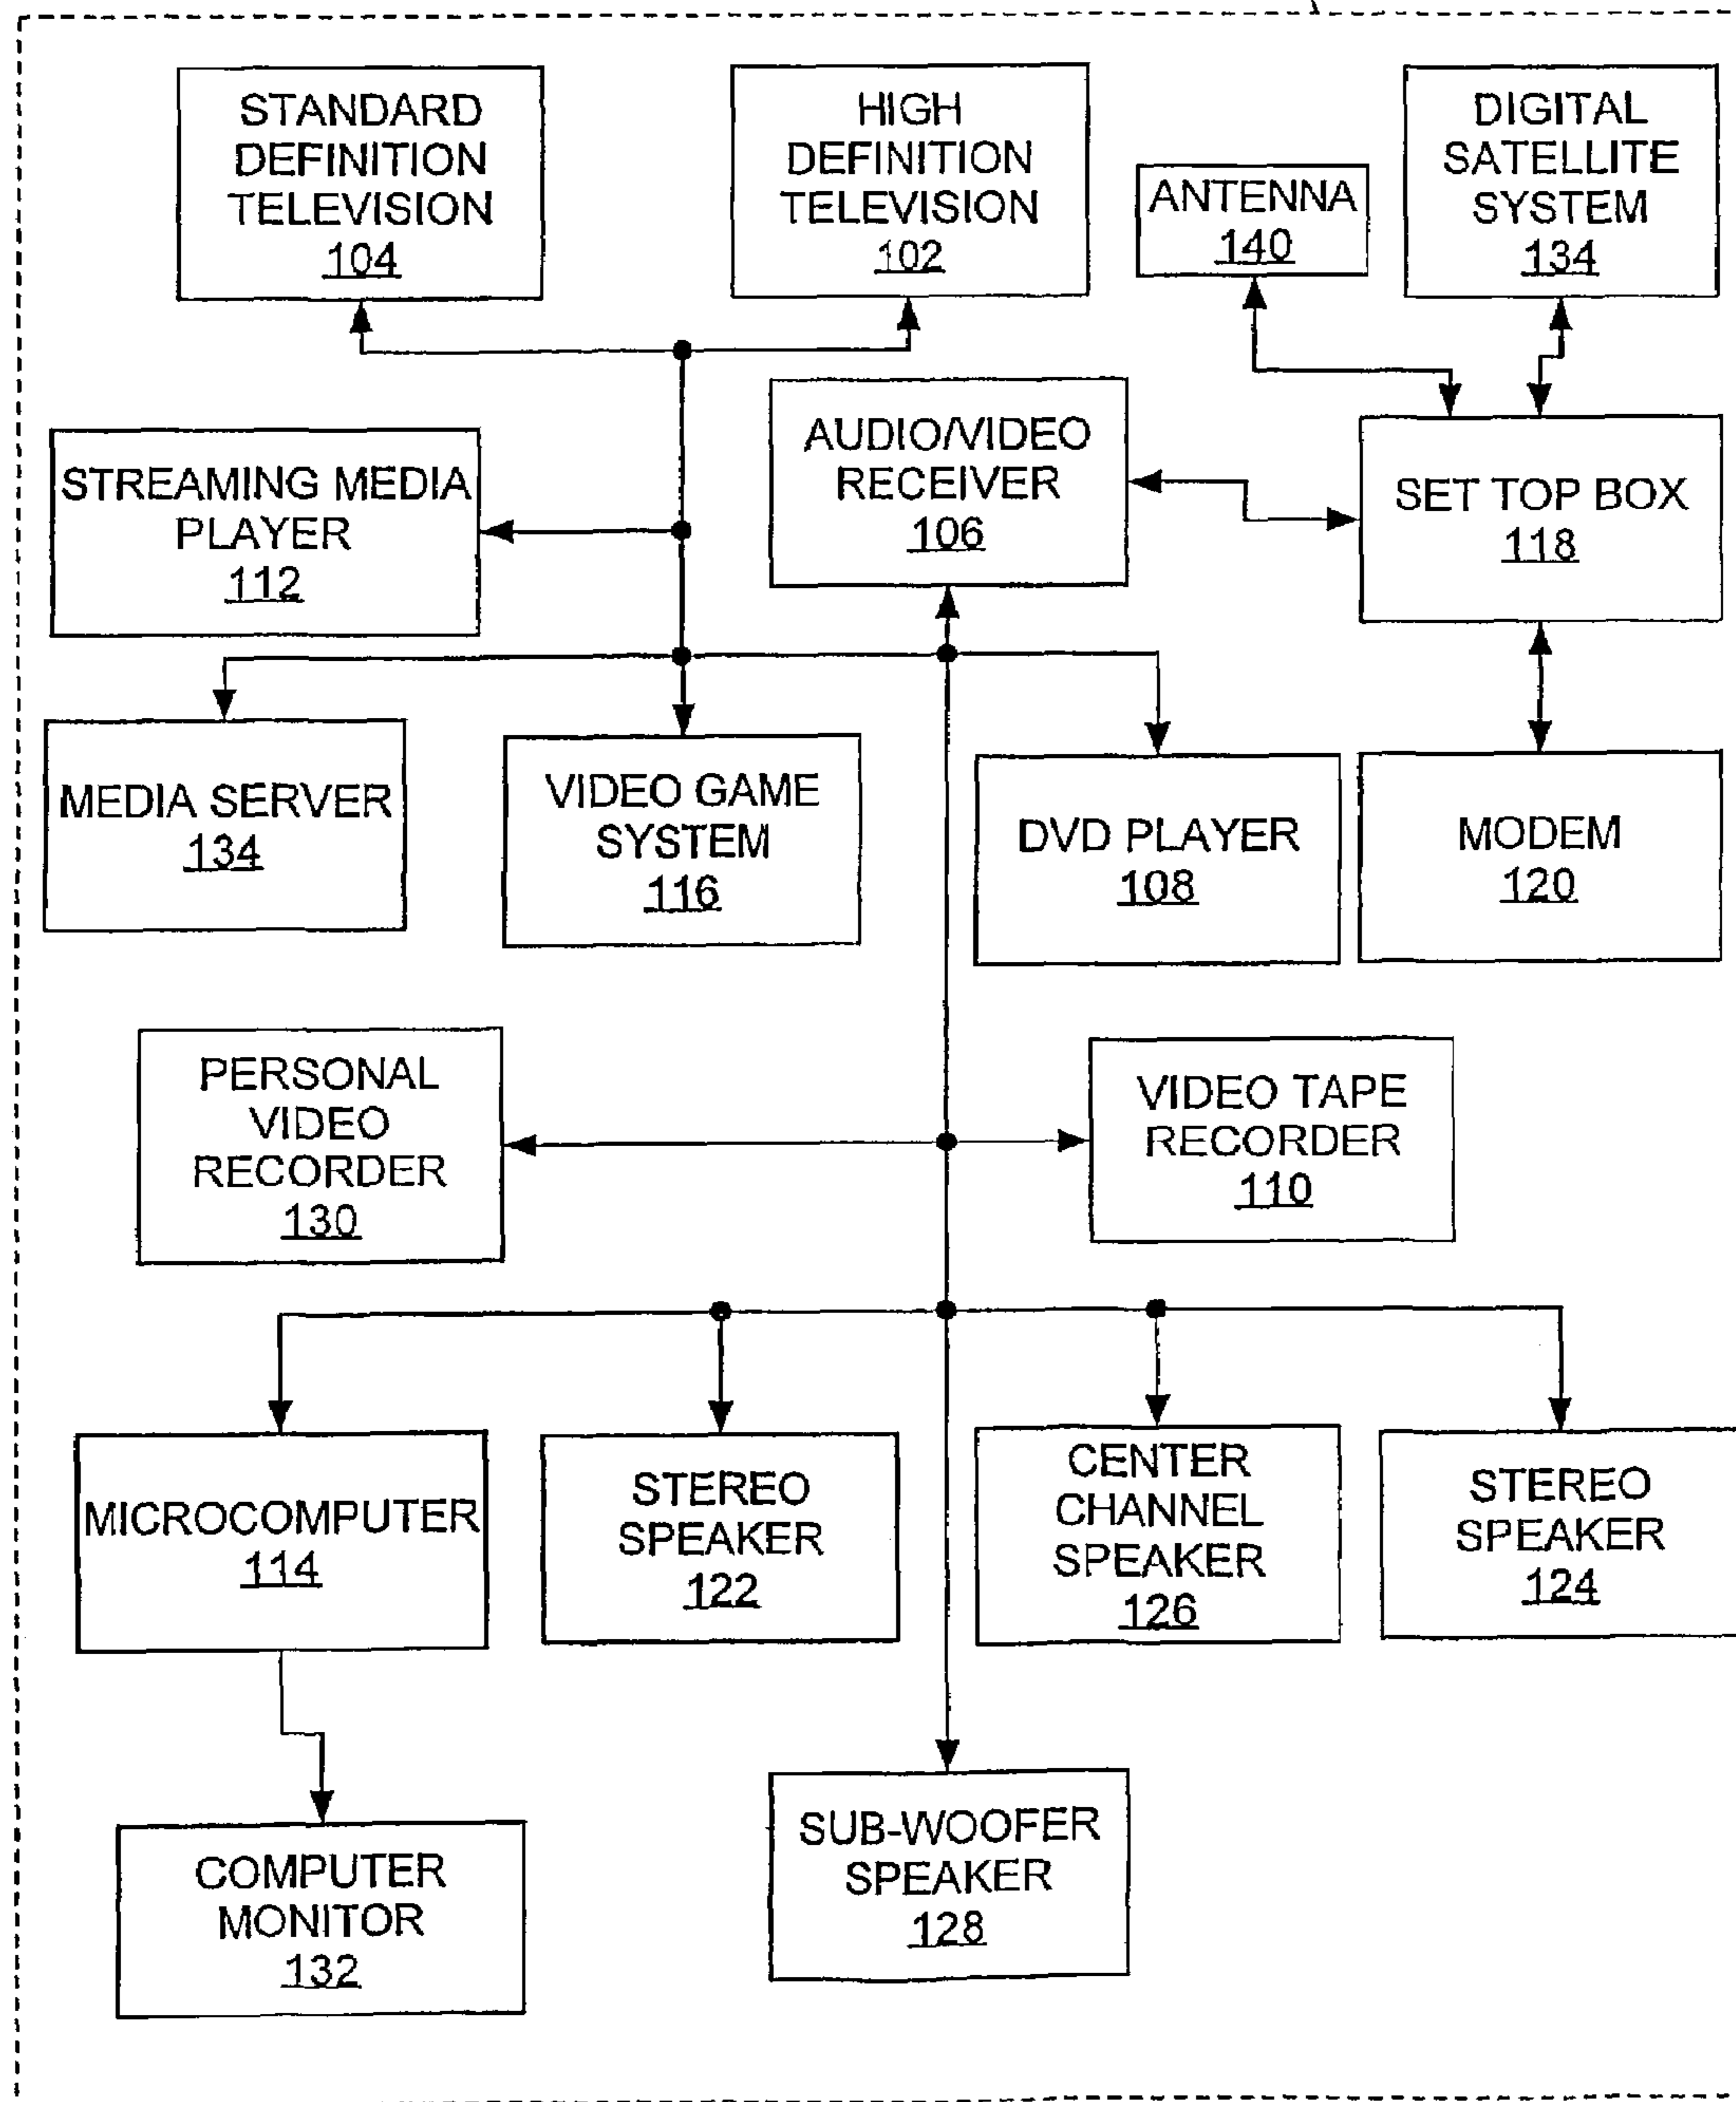 STANDARD
DEFINITION
TELEVISION
104
HIGH
DEFINITION
TELEVISION
102
ANTENNA
140
DIGITAL
SATELLITE
SYSTEM
134
STREAMING MEDIA
PLAYER
112
AUDIO/VIDEO
RECEIVER
106
SET TOP BOX
118
MEDIA SERVER
134
VIDEO GAME
SYSTEM
116
DVD PLAYER
108
MODEM
120
PERSONAL
VIDEO
RECORDER
130
VIDEO TAPE
RECORDER
110
MICROCOMPUTER
114
STEREO
SPEAKER
122
CENTER
CHANNEL
SPEAKER
126
STEREO
SPEAKER
124
COMPUTER
MONITOR
132
SUB-WOOFER
SPEAKER
128